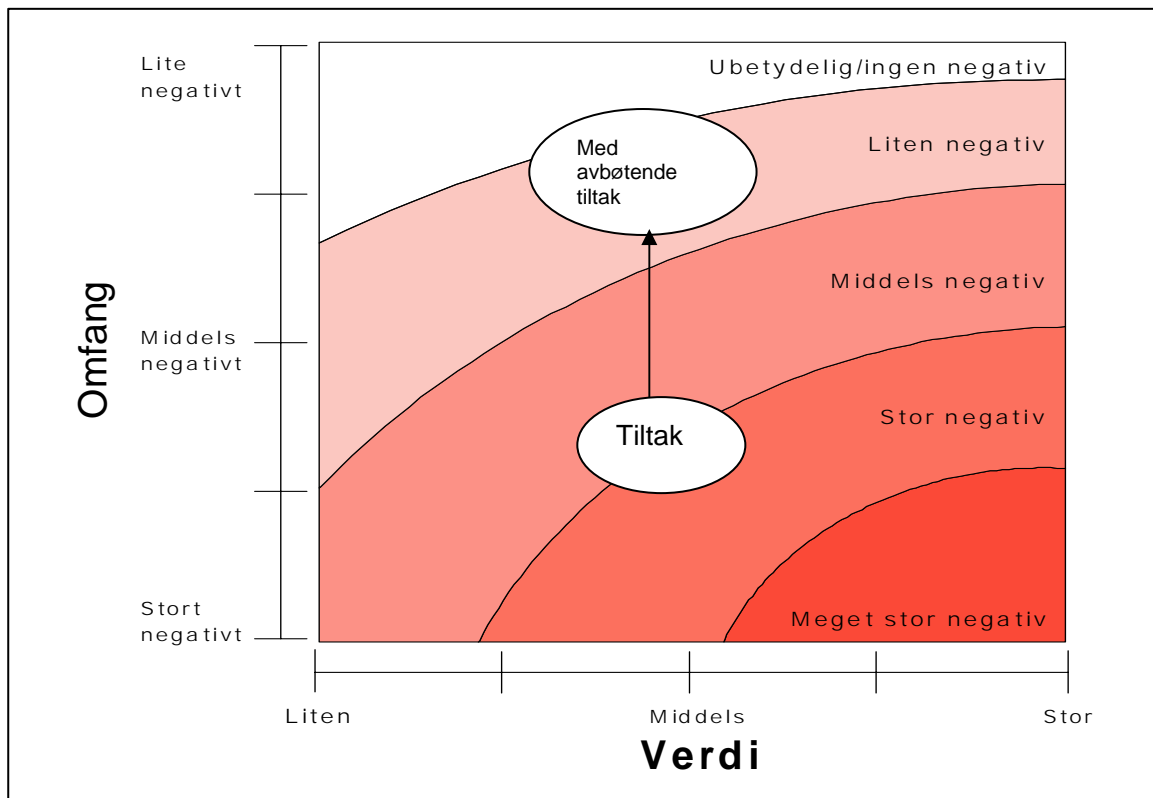 Lite
negativt
Ubetydelig/ingen negativ
Liten negativ
Med
avbøtende
tiltak
Middels negativ
Omfang
Middels
negativt
Stor negativ
Tiltak
Stort
negativt
Meget stor negativ
Liten
Middels
Stor
Verdi